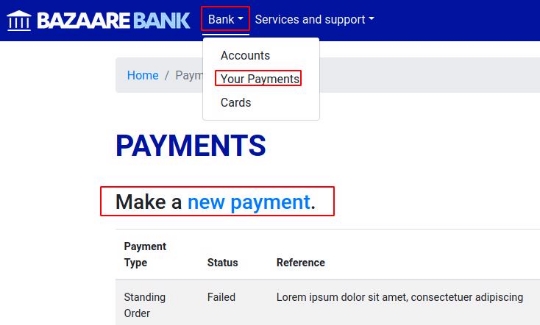 BAZAARE BANK Bank Services and support
Accounts
Your Payments
Cards
Home / Paym
PAYMENTS
Make a new payment.
Payment Type Status Reference
Standing Order Failed Lorem ipsum dolor sit amet, consectetuer adipiscing